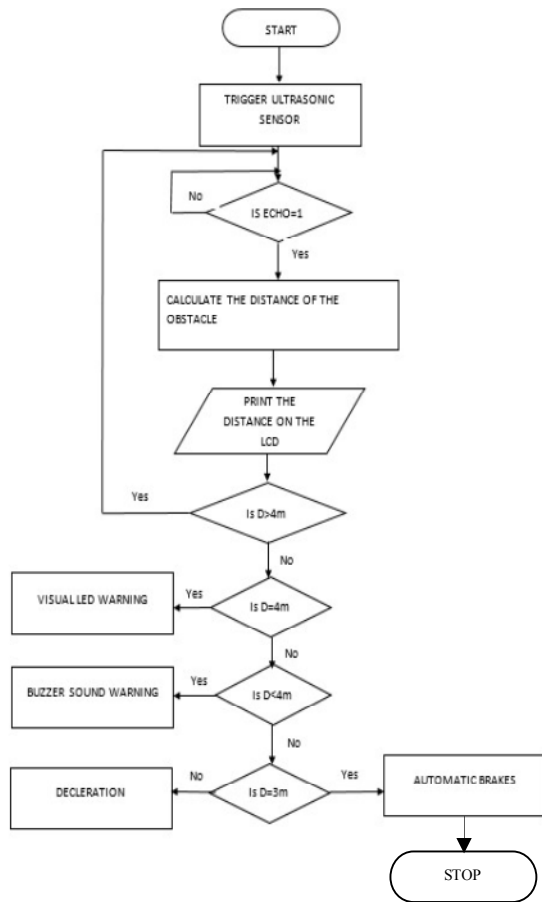 START
TRIGGER ULTRASONIC
SENSOR
No
IS ECHO=1
Yes
CALCULATE THE DISTANCE OF THE
OBSTACLE
PRINT THE
DISTANCE ON THE
LCD
Yes
Is D>4m
No
VISUAL LED WARNING
Yes
Is D=4m
No
BUZZER SOUND WARNING
Yes
Is D<4m
No
DECLERATION
No
Is D=3m
Yes
AUTOMATIC BRAKES
STOP